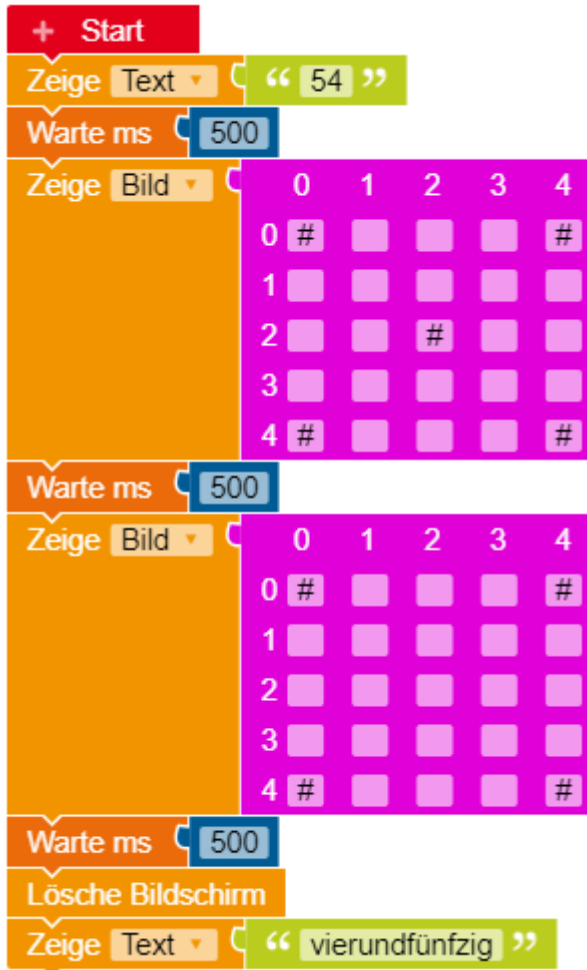 + Start
Zeige Text “ 54 ”
Warte ms 500
Zeige Bild 0 1 2 3 4
0 # #
1
2 #
3
4 # #
Warte ms 500
Zeige Bild 0 1 2 3 4
0 # #
1
2
3
4 # #
Warte ms 500
Lösche Bildschirm
Zeige Text “ vierundfünfzig ”